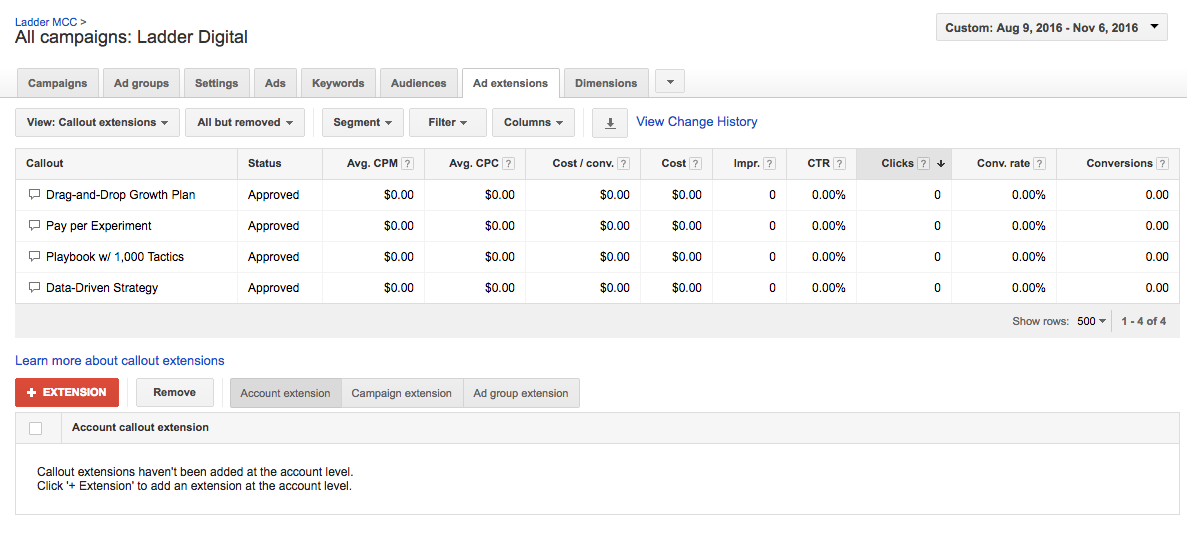 Ladder MCC >
All campaigns: Ladder Digital
Custom: Aug 9, 2016 - Nov 6, 2016
Campaigns Ad groups Settings Ads Keywords Audiences Ad extensions Dimensions
View: Callout extensions All but removed Segment Filter Columns View Change History
Callout Status Avg. CPM ? Avg. CPC ? Cost / conv. ? Cost ? Impr. ? CTR ? Clicks ? Conv. rate ? Conversions ?
Drag-and-Drop Growth Plan Approved $0.00 $0.00 $0.00 $0.00 0 0.00% 0 0.00% 0.00
Pay per Experiment Approved $0.00 $0.00 $0.00 $0.00 0 0.00% 0 0.00% 0.00
Playbook w/ 1,000 Tactics Approved $0.00 $0.00 $0.00 $0.00 0 0.00% 0 0.00% 0.00
Data-Driven Strategy Approved $0.00 $0.00 $0.00 $0.00 0 0.00% 0 0.00% 0.00
Show rows: 500 1 - 4 of 4
Learn more about callout extensions
+ EXTENSION Remove Account extension Campaign extension Ad group extension
Account callout extension
Callout extensions haven't been added at the account level.
Click '+ Extension' to add an extension at the account level.